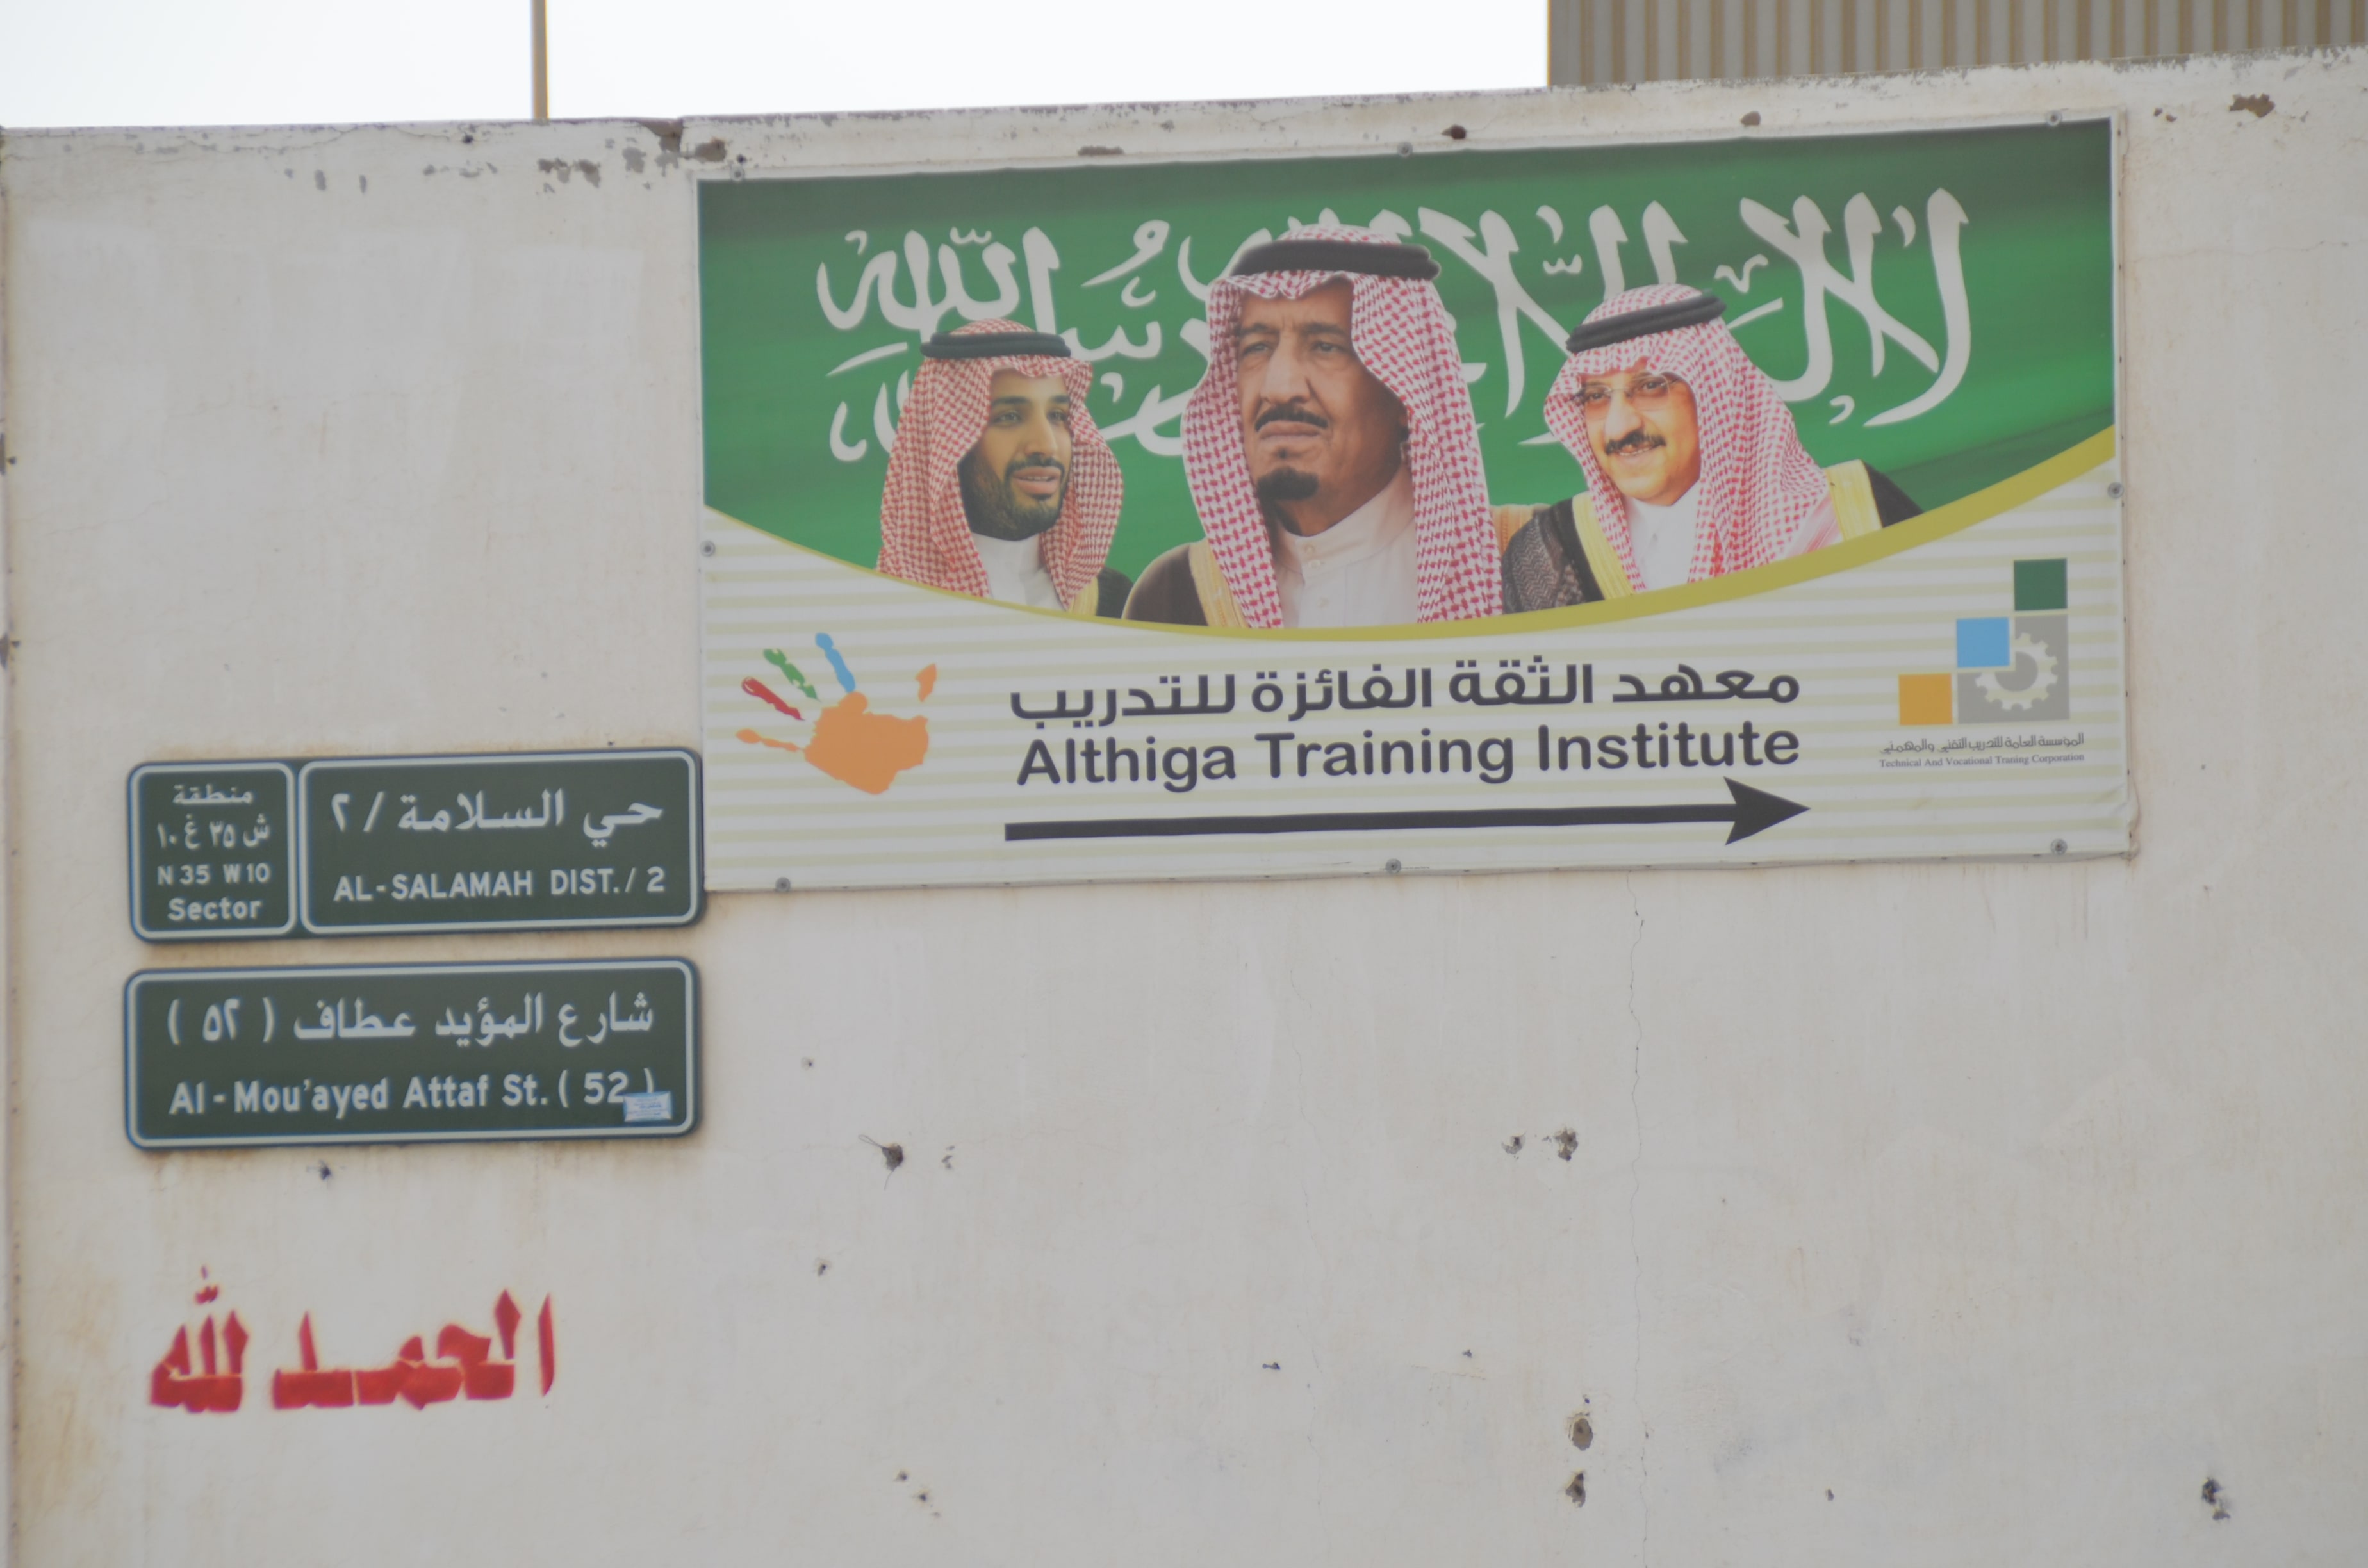 لا إله إلا الله محمد رسول الله
معهد الثقة الفائزة للتدريب
Althiga Training Institute
المؤسسة العامة للتدريب التقني والمهني
Technical And Vocational Traning Corporation
منطقة
ش ٣٥ غ ١٠
N 35 W 10
Sector
حي السلامة / ٢
AL-SALAMAH DIST. / 2
شارع المؤيد عطاف ( ٥٢ )
Al-Mou'ayed Attaf St. ( 52 )
الحمد لله